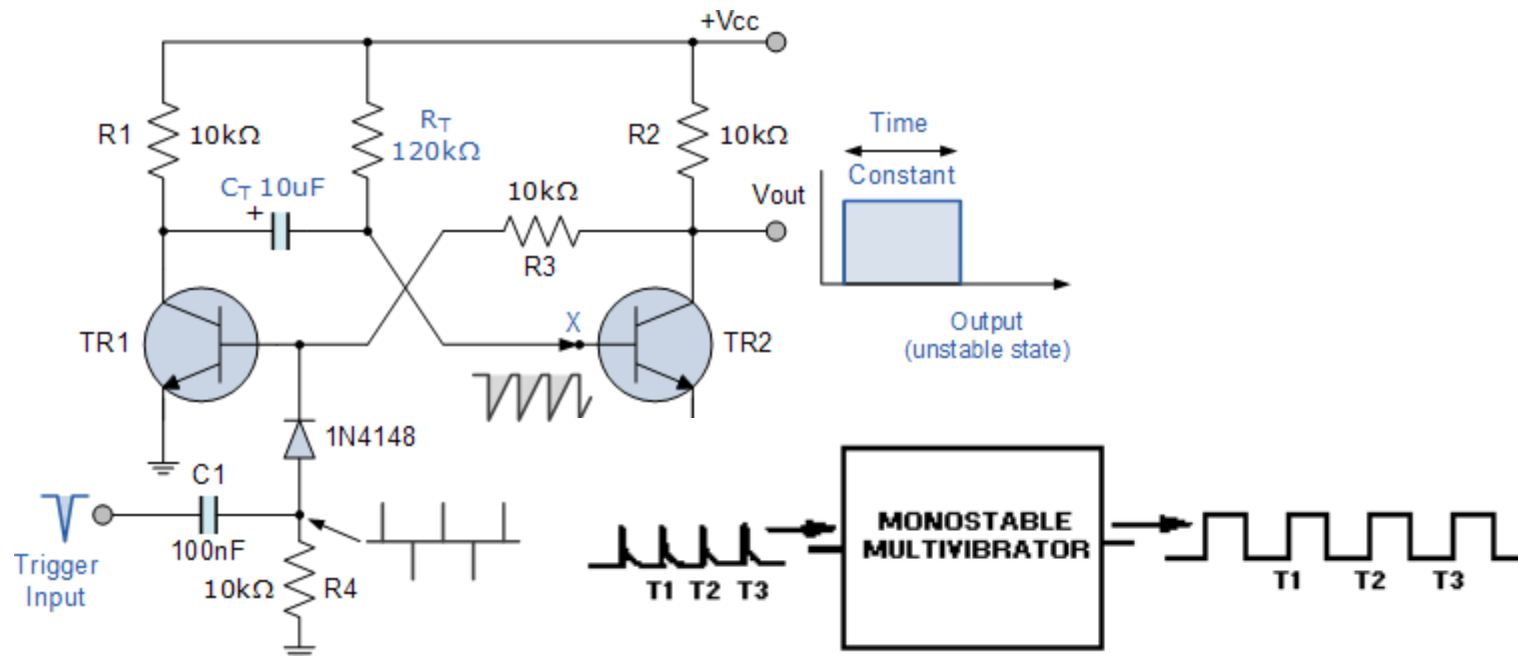 +Vcc
R1
10kΩ
RT
120kΩ
R2
10kΩ
Time
Constant
CT 10uF
+
10kΩ
R3
Vout
Output
(unstable state)
TR1
X
TR2
1N4148
C1
100nF
Trigger
Input
10kΩ
R4
MONOSTABLE
MULTIVIBRATOR
T1 T2 T3
T1 T2 T3